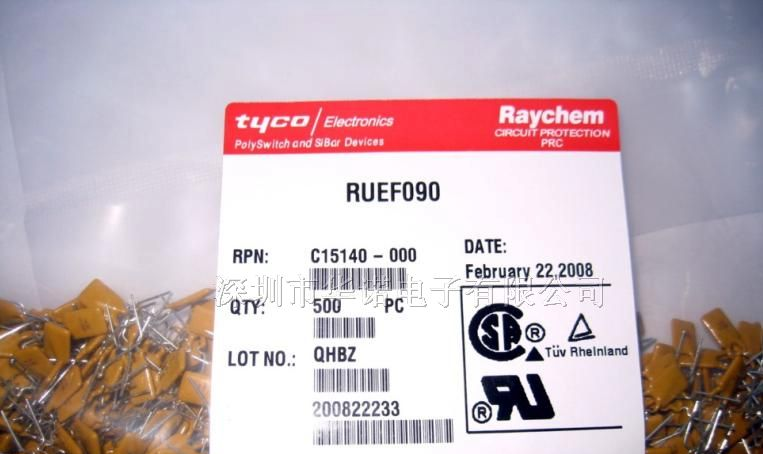 tyco / Electronics
PolySwitch and SiBar Devices
Raychem
CIRCUIT PROTECTION
PRC
RUEF090
RPN: C15140-000
DATE:
February 22,2008
深圳市华诺电子有限公司
QTY: 500 PC
LOT NO.: QHBZ
200822233
SA ®
Tüv Rheinland
® UR